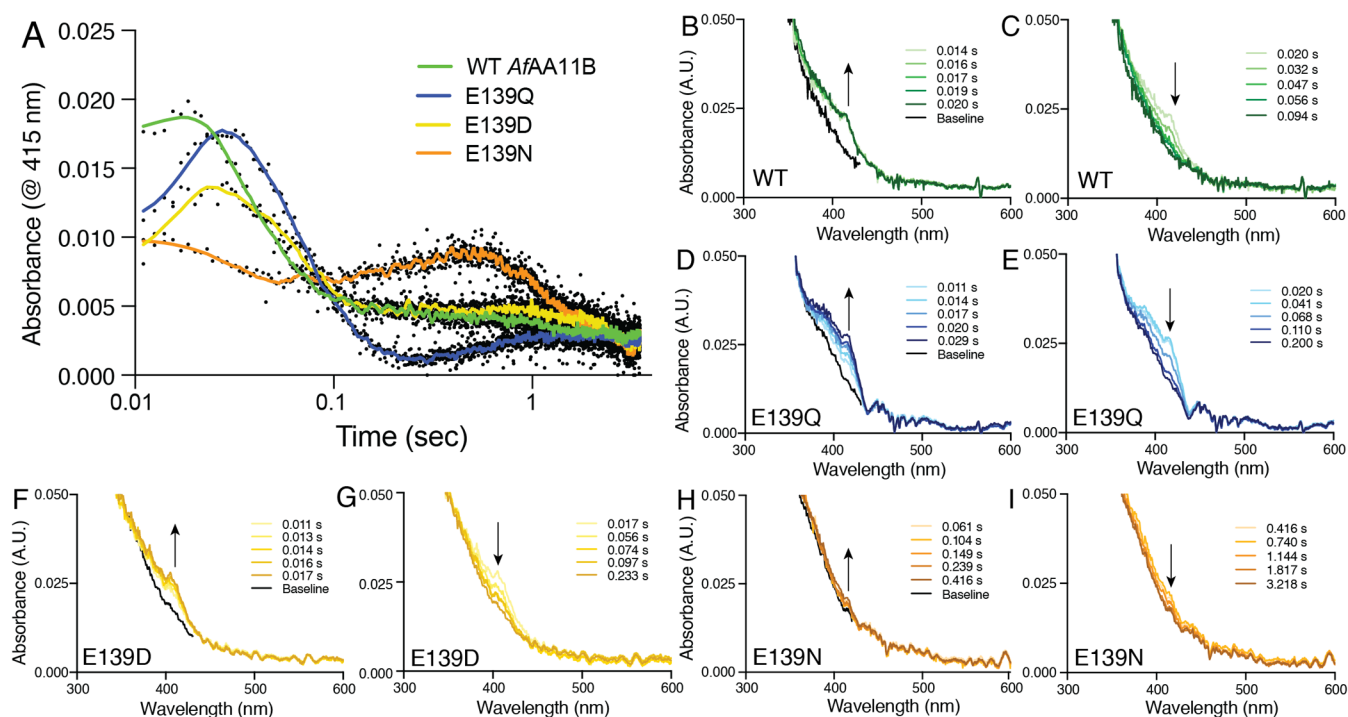 A
Absorbance (@ 415 nm)
0.025
0.020
0.015
0.010
0.005
0.000
0.01
0.1
1
Time (sec)
WT AfAA11B
E139Q
E139D
E139N
B
Absorbance (A.U.)
0.050
0.025
0.000
300
400
500
600
Wavelength (nm)
WT
0.014 s
0.016 s
0.017 s
0.019 s
0.020 s
Baseline
C
0.050
0.025
0.000
300
400
500
600
Wavelength (nm)
WT
0.020 s
0.032 s
0.047 s
0.056 s
0.094 s
D
Absorbance (A.U.)
0.050
0.025
0.000
300
400
500
600
Wavelength (nm)
E139Q
0.011 s
0.014 s
0.017 s
0.020 s
0.029 s
Baseline
E
0.050
0.025
0.000
300
400
500
600
Wavelength (nm)
E139Q
0.020 s
0.041 s
0.068 s
0.110 s
0.200 s
F
Absorbance (A.U.)
0.050
0.025
0.000
300
400
500
600
Wavelength (nm)
E139D
0.011 s
0.013 s
0.014 s
0.016 s
0.017 s
Baseline
G
0.050
0.025
0.000
300
400
500
600
Wavelength (nm)
E139D
0.017 s
0.056 s
0.074 s
0.097 s
0.233 s
H
Absorbance (A.U.)
0.050
0.025
0.000
300
400
500
600
Wavelength (nm)
E139N
0.061 s
0.104 s
0.149 s
0.239 s
0.416 s
Baseline
I
0.050
0.025
0.000
300
400
500
600
Wavelength (nm)
E139N
0.416 s
0.740 s
1.144 s
1.817 s
3.218 s